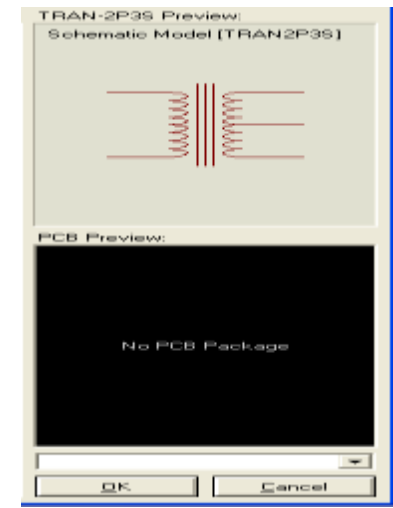 TRAN-2P3S Preview:
Schematic Model [TRAN2P3S]
PCB Preview:
No PCB Package
OK
Cancel